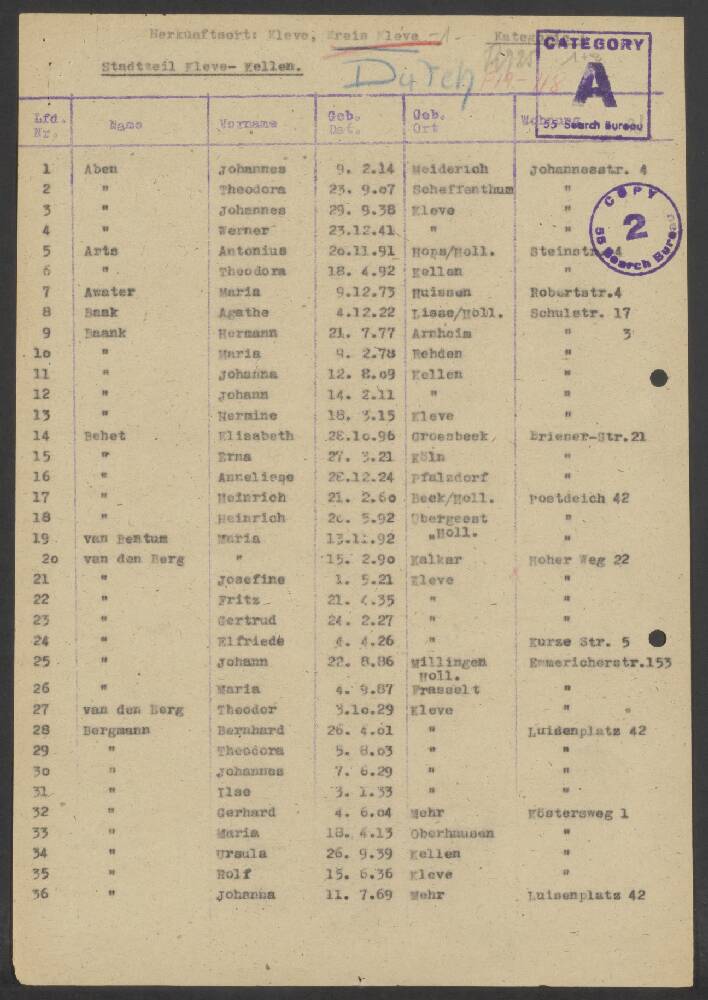 Herkunftsort: Kleve, Kreis Kleve -1-
CATEGORY
A
55 Search Bureau
Stadtteil Kleve- Kellen.
Dürch
Lfd. Nr. Name Vorname Geb. Dat. Geb. Ort
COPY
2
55 Search Bureau
1 Aben Johannes 9. 2.14 Meiderich Johannesstr. 4
2 " Theodora 23. 9.07 Scheffenthum "
3 " Johannes 29. 9.38 Kleve "
4 " Werner 23.12.41 " "
5 Arts Antonius 20.11.91 /Holl. Steinstr.4
6 " Theodora 18. 4.92 Kellen "
7 Awater Maria 9.12.73 Huissen Robertstr.4
8 Baak Agathe 4.12.22 Lisse/Holl. Schulstr. 17
9 Baank Hermann 21. 7.77 Arnheim " 3
10 " Maria 9. 2.78 Rehden "
11 " Johanna 12. 8.09 Kellen "
12 " Johann 14. 2.11 " "
13 " Hermine 18. 3.15 Kleve "
14 Behet Elisabeth 28.10.96 Groesbeek Briener-Str.21
15 " Erna 27. 3.21 Köln "
16 " Anneliese 28.12.24 Pfalzdorf "
17 " Heinrich 21. 2.60 Beek/Holl. Postdeich 42
18 " Heinrich 5.92 Ubergeest "
19 van Bentum Maria "Holl. "
20 van den Berg " 15. 2.90 Kalkar Hoher Weg 22
21 " Josefine 1. 5.21 Kleve "
22 " Fritz 21. .35 " "
23 " Gertrud 24. 2.27 " "
24 " Elfriede 4. 4.26 " Kurze Str. 5
25 " Johann 22. 8.86 Willingen Emmericherstr.153
Holl.
26 " Maria 4. 9.87 Frasselt "
27 van den Berg Theodor 3.10.29 Kleve "
28 Bergmann Bernhard 26. 4.01 " Luisenplatz 42
29 " Theodora 5. 8.03 " "
30 " Johannes 7. 6.29 " "
31 " Ilse 3. 1.33 " "
32 " Gerhard 4. 6.04 Mehr Köstersweg 1
33 " Maria 18. 4.13 Oberhausen "
34 " Ursula 26. 9.39 Kellen "
35 " Rolf 15. 6.36 Kleve "
36 " Johanna 11. 7.69 Mehr Luisenplatz 42